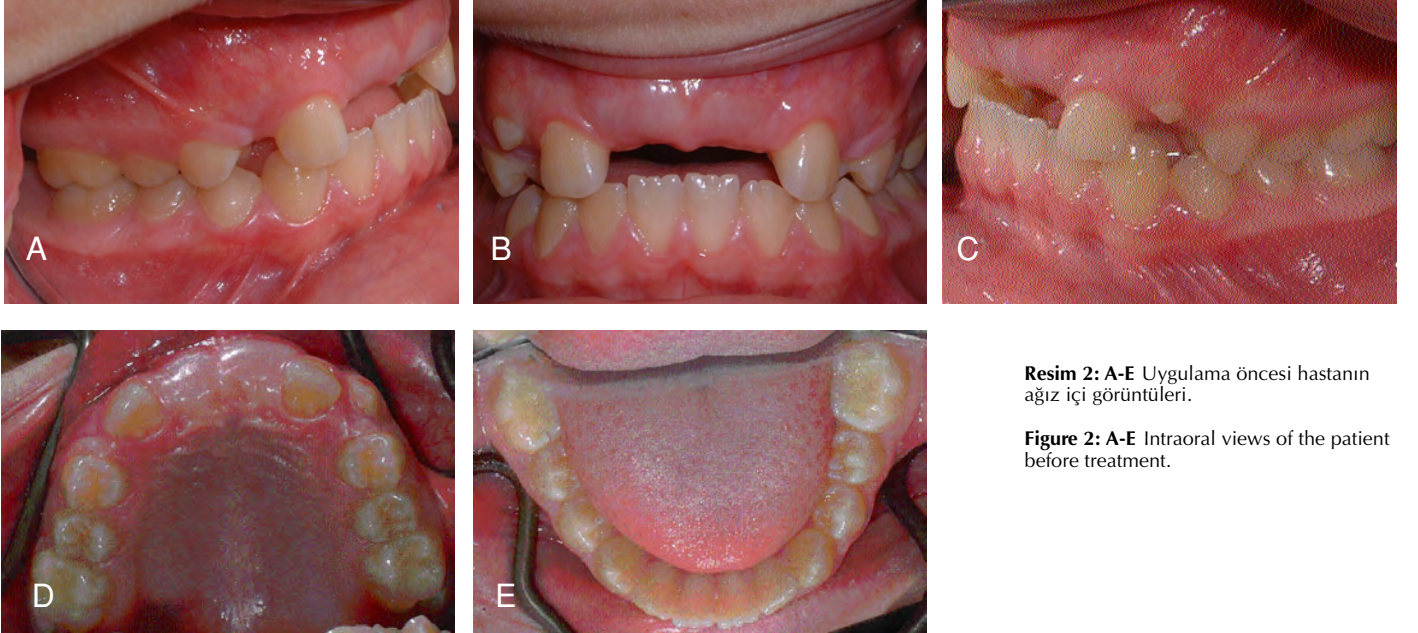 A
B
C
D
E
Resim 2: A-E Uygulama öncesi hastanın
ağız içi görüntüleri.
Figure 2: A-E Intraoral views of the patient
before treatment.